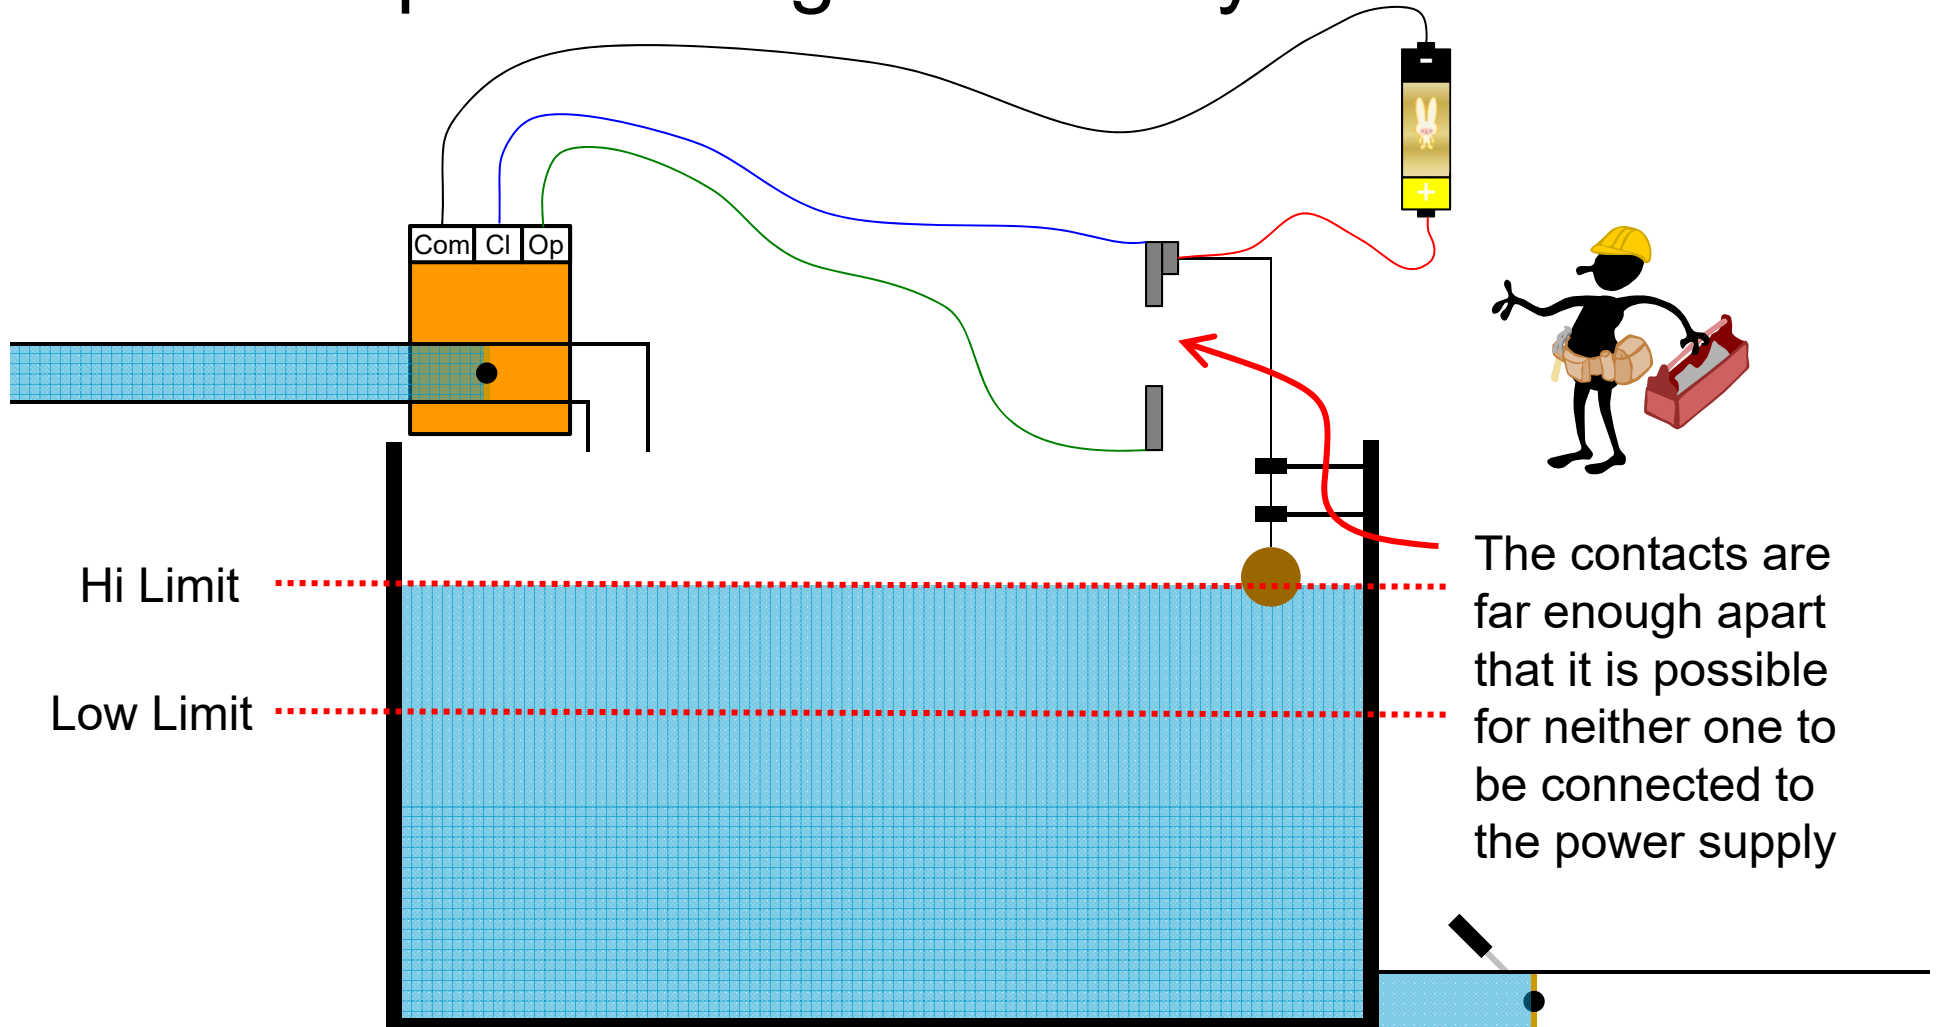 -
+
Com Cl Op
Hi Limit
Low Limit
The contacts are
far enough apart
that it is possible
for neither one to
be connected to
the power supply